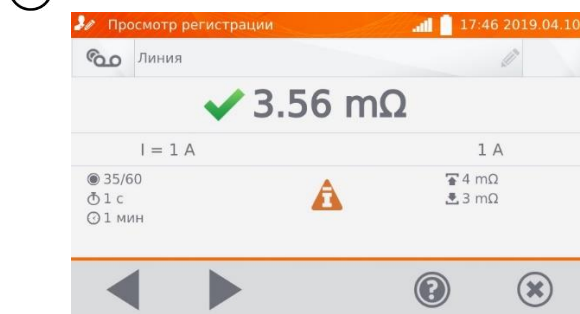 Просмотр регистрации 17:46 2019.04.10
Линия
3.56 mΩ
I = 1 A 1 A
35/60 4 mΩ
1 с 3 mΩ
1 мин